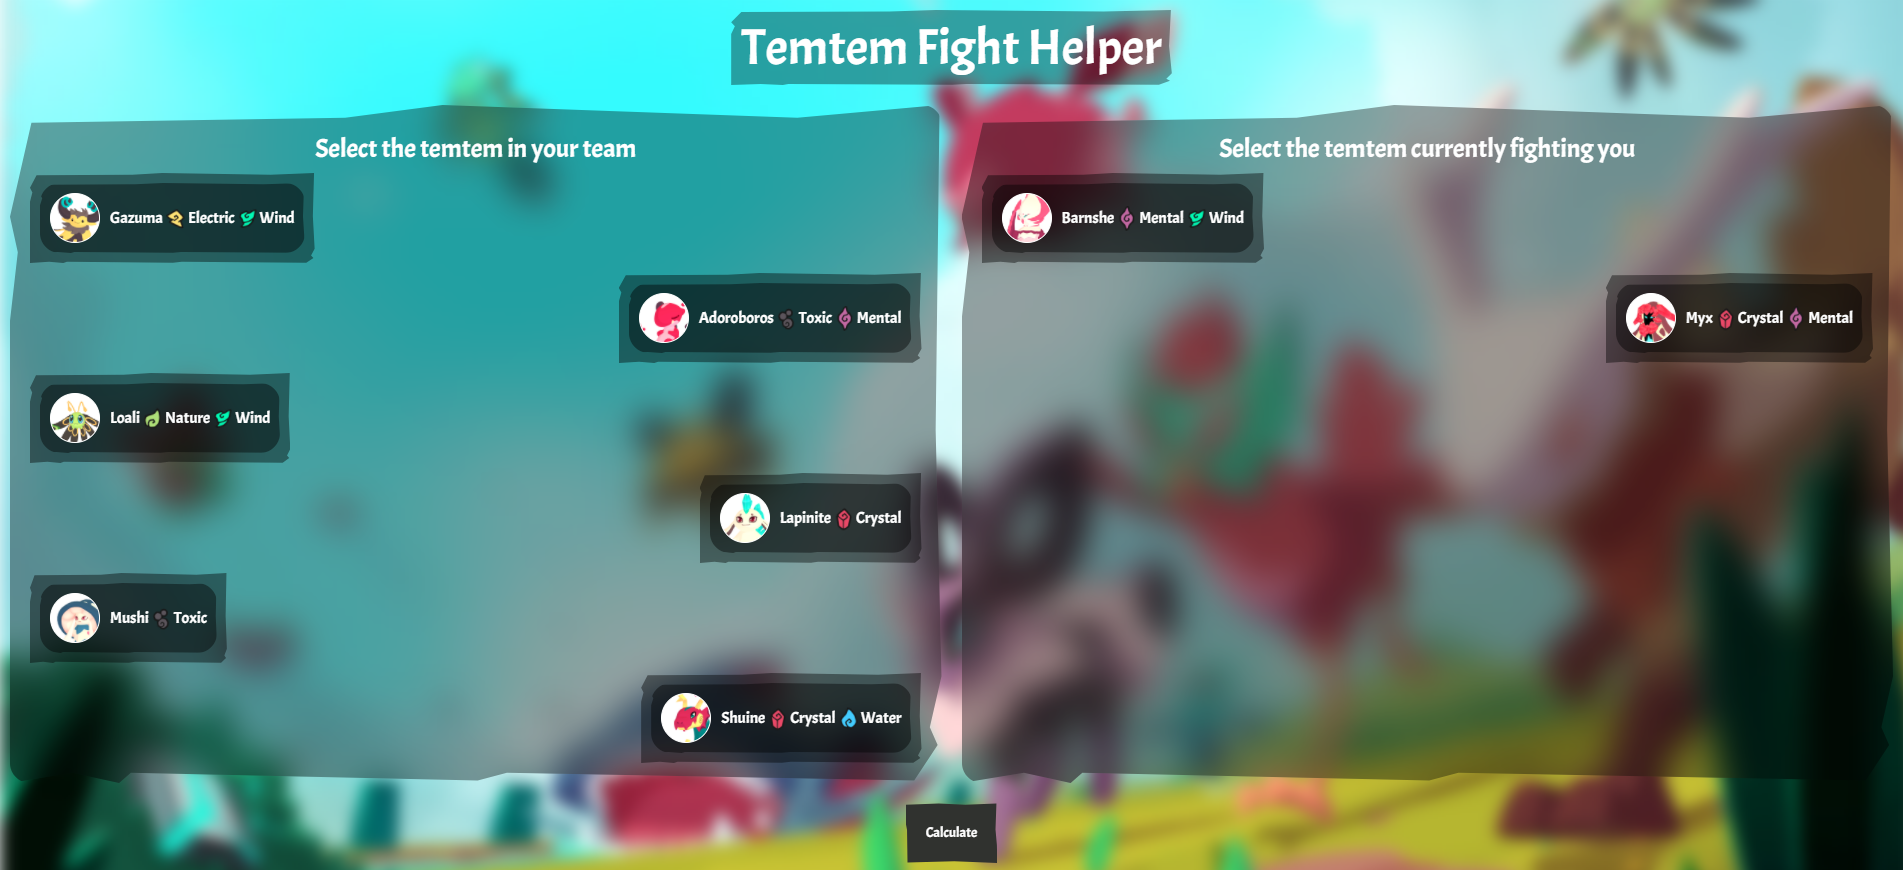 Temtem Fight Helper
Select the temtem in your team
Gazuma Electric Wind
Adoroboros Toxic Mental
Loali Nature Wind
Lapinite Crystal
Mushi Toxic
Shuine Crystal Water
Select the temtem currently fighting you
Barnshe Mental Wind
Myx Crystal Mental
Calculate